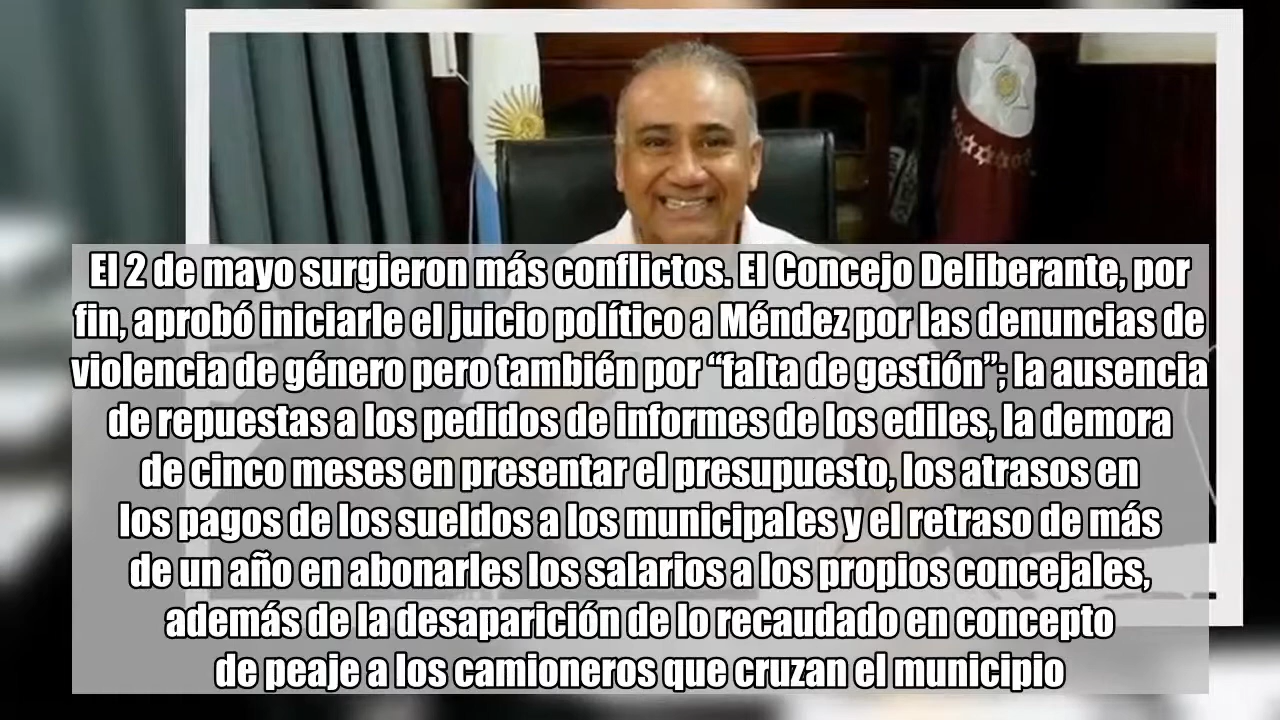 El 2 de mayo surgieron más conflictos. El Concejo Deliberante, por
fin, aprobó iniciarle el juicio político a Méndez por las denuncias de
violencia de género pero también por “falta de gestión”; la ausencia
de repuestas a los pedidos de informes de los ediles, la demora
de cinco meses en presentar el presupuesto, los atrasos en
los pagos de los sueldos a los municipales y el retraso de más
de un año en abonarles los salarios a los propios concejales,
además de la desaparición de lo recaudado en concepto
de peaje a los camioneros que cruzan el municipio